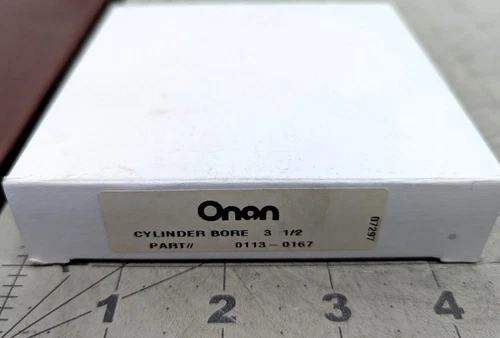 Onan
CYLINDER BORE 3 1/2
PART// 0113-0167
07297
1 2 3 4